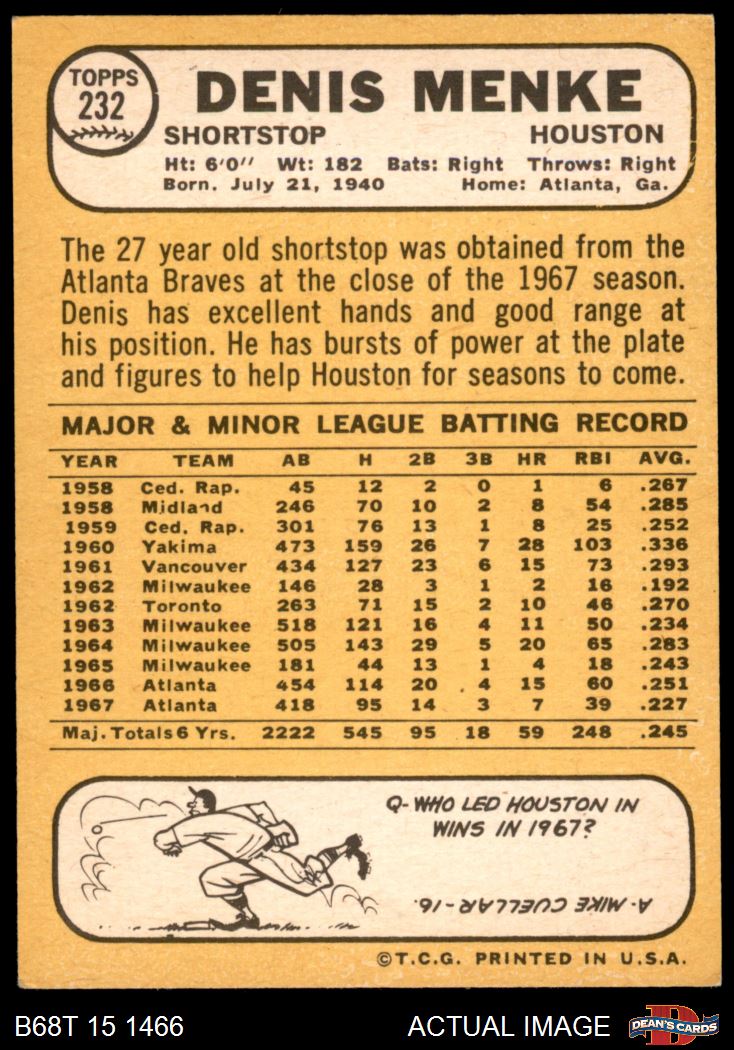 TOPPS
232
DENIS MENKE
SHORTSTOP HOUSTON
Ht: 6'0" Wt: 182 Bats: Right Throws: Right
Born. July 21, 1940 Home: Atlanta, Ga.
The 27 year old shortstop was obtained from the
Atlanta Braves at the close of the 1967 season.
Denis has excellent hands and good range at
his position. He has bursts of power at the plate
and figures to help Houston for seasons to come.
MAJOR & MINOR LEAGUE BATTING RECORD
YEAR TEAM AB H 2B 3B HR RBI AVG.
1958 Ced. Rap. 45 12 2 0 1 6 .267
1958 Midland 246 70 10 2 8 54 .285
1959 Ced. Rap. 301 76 13 1 8 25 .252
1960 Yakima 473 159 26 7 28 103 .336
1961 Vancouver 434 127 23 6 15 73 .293
1962 Milwaukee 146 28 3 1 2 16 .192
1962 Toronto 263 71 15 2 10 46 .270
1963 Milwaukee 518 121 16 4 11 50 .234
1964 Milwaukee 505 143 29 5 20 65 .283
1965 Milwaukee 181 44 13 1 4 18 .243
1966 Atlanta 454 114 20 4 15 60 .251
1967 Atlanta 418 95 14 3 7 39 .227
Maj. Totals 6 Yrs. 2222 545 95 18 59 248 .245
Q-WHO LED HOUSTON IN
WINS IN 1967?
A-MIKE CUELLAR-16.
©T.C.G. PRINTED IN U.S.A.
B68T 15 1466 ACTUAL IMAGE
DEAN'S CARDS